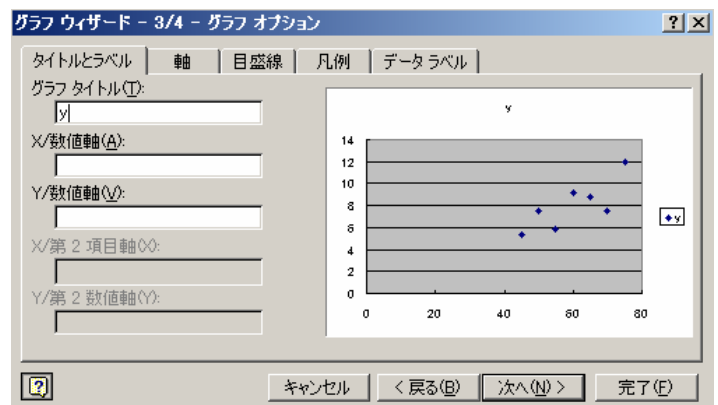 グラフ ウィザード - 3/4 - グラフ オプション
タイトルとラベル 軸 目盛線 凡例 データ ラベル
グラフ タイトル(T):
y
X/数値軸(A):
Y/数値軸(V):
X/第 2 項目軸(X):
Y/第 2 数値軸(Y):
y
14
12
10
8
6
4
2
0
0 20 40 60 80
y
キャンセル < 戻る(B) 次へ(N) > 完了(F)